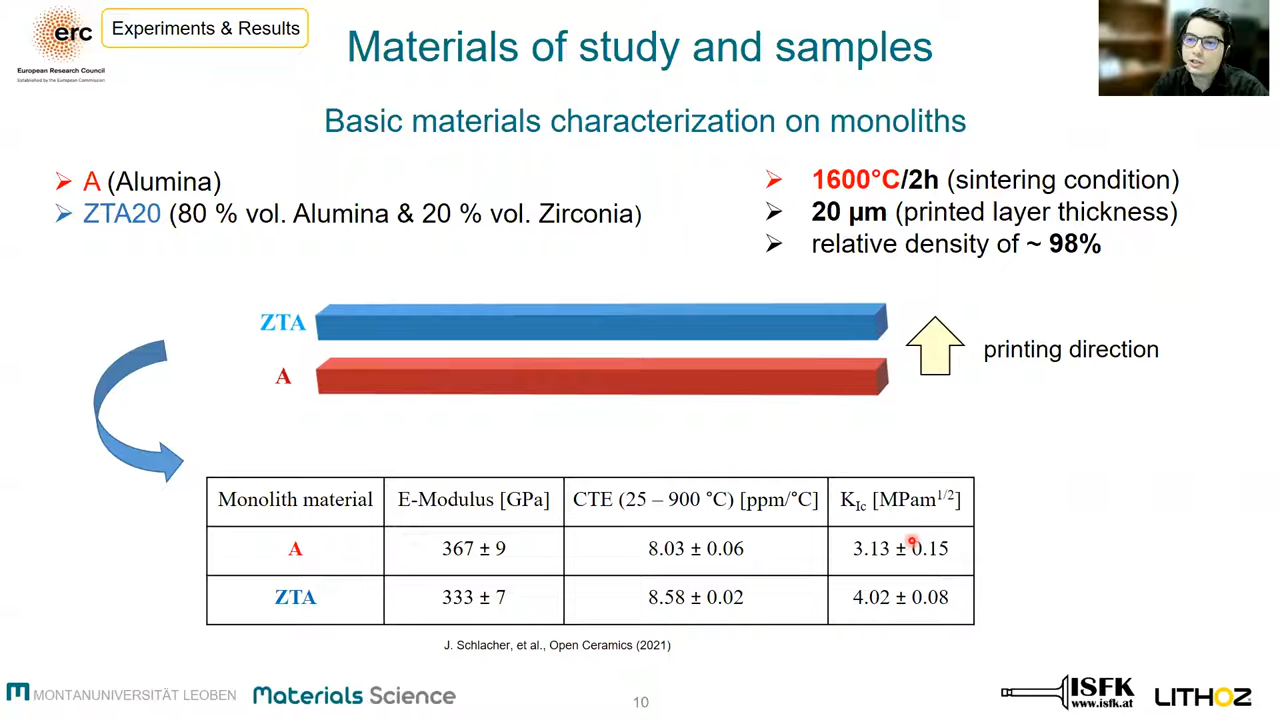 erc
European Research Council
Established by the European Commission
Experiments & Results
Materials of study and samples
Basic materials characterization on monoliths
A (Alumina)
ZTA20 (80 % vol. Alumina & 20 % vol. Zirconia)
1600°C/2h (sintering condition)
20 µm (printed layer thickness)
relative density of ~ 98%
ZTA
A
printing direction
Monolith material E-Modulus [GPa] CTE (25 – 900 °C) [ppm/°C] KIc [MPam1/2]
A 367 ± 9 8.03 ± 0.06 3.13 ± 0.15
ZTA 333 ± 7 8.58 ± 0.02 4.02 ± 0.08
J. Schlacher, et al., Open Ceramics (2021)
MONTANUNIVERSITÄT LEOBEN
Materials Science
10
ISFK
www.isfk.at
LITHOZ